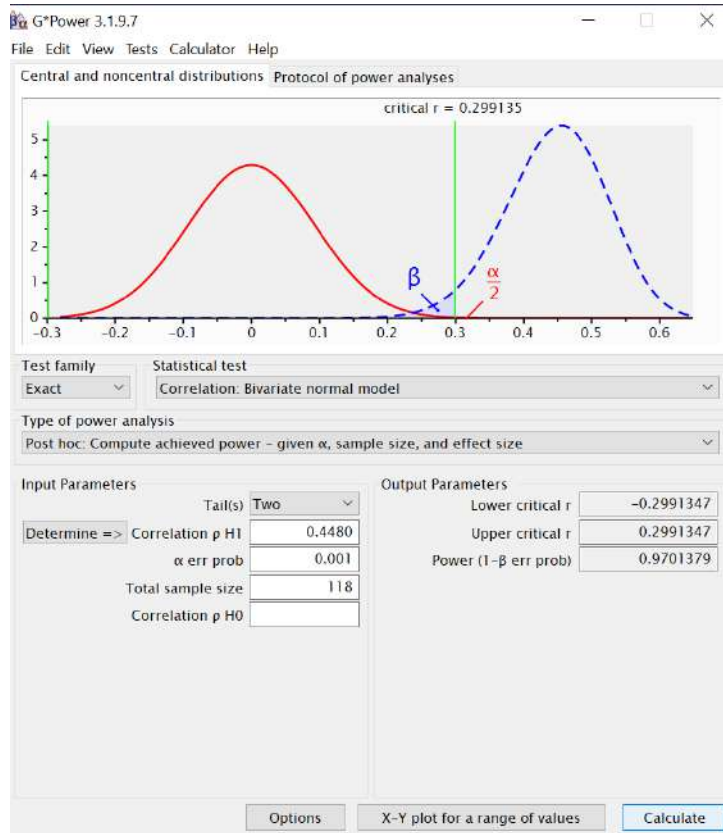 βα G*Power 3.1.9.7
File Edit View Tests Calculator Help
Central and noncentral distributions Protocol of power analyses
critical r = 0.299135
5
4
3
2
1
0
β
α
2
-0.3 -0.2 -0.1 0 0.1 0.2 0.3 0.4 0.5 0.6
Test family Statistical test
Exact Correlation: Bivariate normal model
Type of power analysis
Post hoc: Compute achieved power - given α, sample size, and effect size
Input Parameters
Tail(s) Two
Determine => Correlation ρ H1 0.4480
α err prob 0.001
Total sample size 118
Correlation ρ H0
Output Parameters
Lower critical r -0.2991347
Upper critical r 0.2991347
Power (1-β err prob) 0.9701379
Options X-Y plot for a range of values Calculate